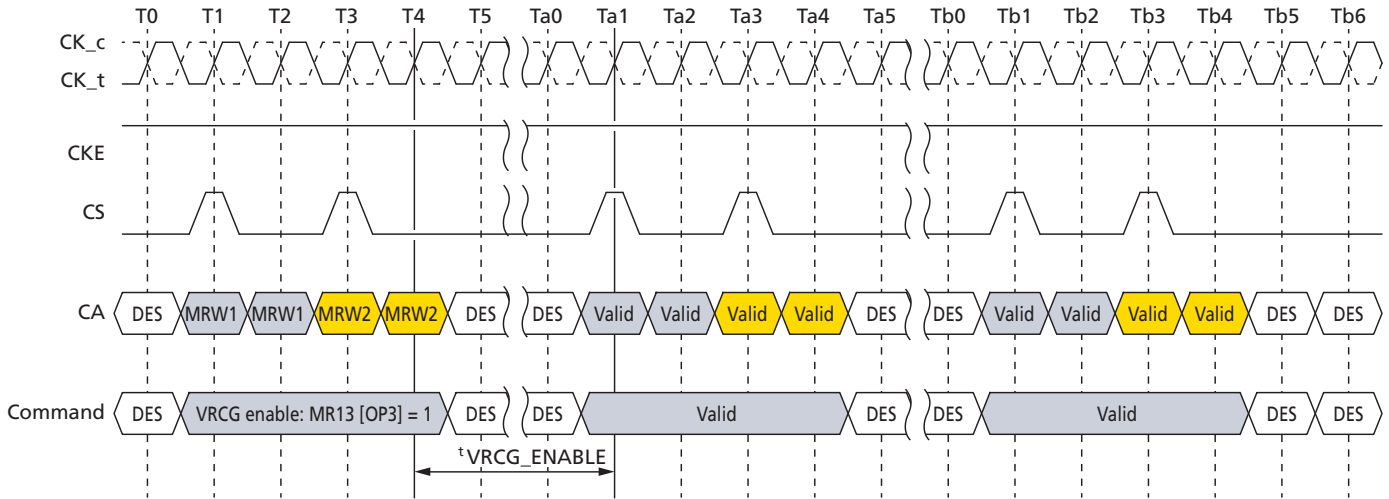 T0 T1 T2 T3 T4 T5 Ta0 Ta1 Ta2 Ta3 Ta4 Ta5 Tb0 Tb1 Tb2 Tb3 Tb4 Tb5 Tb6
CK_c
CK_t
CKE
CS
CA DES MRW1 MRW1 MRW2 MRW2 DES DES Valid Valid Valid Valid DES DES Valid Valid Valid Valid DES DES
Command DES VRCG enable: MR13 [OP3] = 1 DES DES Valid DES DES Valid DES DES
tVRCG_ENABLE